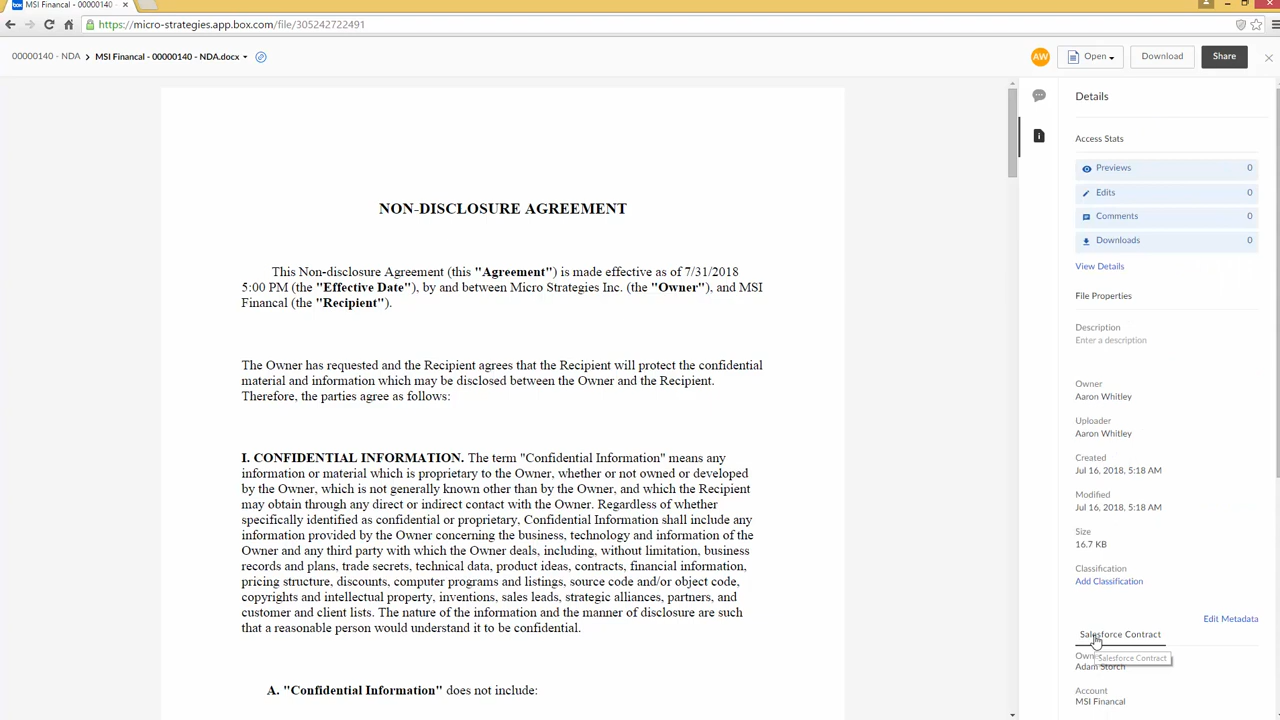 MSI Financal - 00000140 - N
https://micro-strategies.app.box.com/file/305242722491
00000140 - NDA
MSI Financal - 00000140 - NDA.docx
AW
Open
Download
Share
NON-DISCLOSURE AGREEMENT
This Non-disclosure Agreement (this "Agreement") is made effective as of 7/31/2018
5:00 PM (the "Effective Date"), by and between Micro Strategies Inc. (the "Owner"), and MSI
Financal (the "Recipient").
The Owner has requested and the Recipient agrees that the Recipient will protect the confidential
material and information which may be disclosed between the Owner and the Recipient.
Therefore, the parties agree as follows:
I. CONFIDENTIAL INFORMATION. The term "Confidential Information" means any
information or material which is proprietary to the Owner, whether or not owned or developed
by the Owner, which is not generally known other than by the Owner, and which the Recipient
may obtain through any direct or indirect contact with the Owner. Regardless of whether
specifically identified as confidential or proprietary, Confidential Information shall include any
information provided by the Owner concerning the business, technology and information of the
Owner and any third party with which the Owner deals, including, without limitation, business
records and plans, trade secrets, technical data, product ideas, contracts, financial information,
pricing structure, discounts, computer programs and listings, source code and/or object code,
copyrights and intellectual property, inventions, sales leads, strategic alliances, partners, and
customer and client lists. The nature of the information and the manner of disclosure are such
that a reasonable person would understand it to be confidential.
A. "Confidential Information" does not include:
Details
Access Stats
Previews 0
Edits 0
Comments 0
Downloads 0
View Details
File Properties
Description
Enter a description
Owner
Aaron Whitley
Uploader
Aaron Whitley
Created
Jul 16, 2018, 5:18 AM
Modified
Jul 16, 2018, 5:18 AM
Size
16.7 KB
Classification
Add Classification
Edit Metadata
Salesforce Contract
Salesforce Contract
Adam Storch
Account
MSI Financal